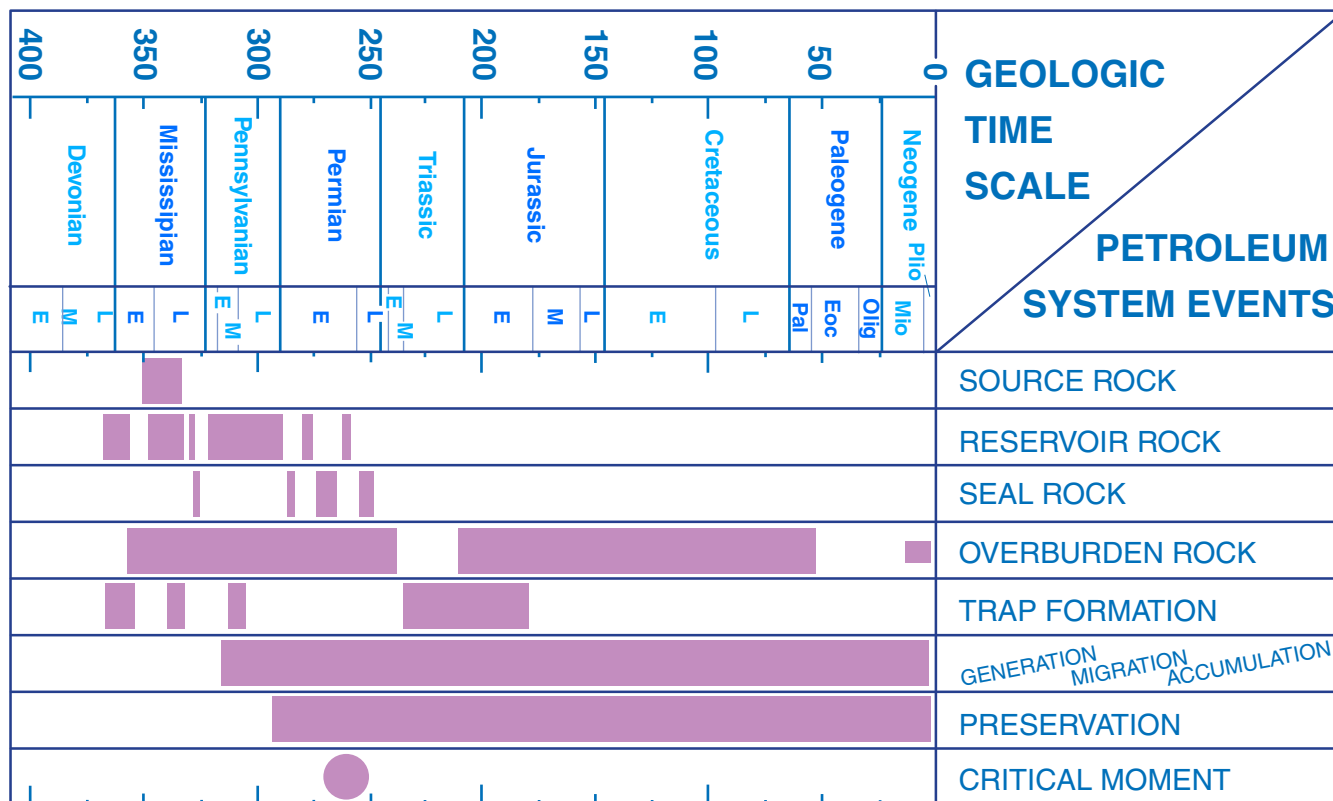 400 350 300 250 200 150 100 50 0
GEOLOGIC
TIME
SCALE
PETROLEUM
SYSTEM EVENTS
Devonian Mississipian Pennsylvanian Permian Triassic Jurassic Cretaceous Paleogene Neogene
Plio
E M L E L E M L E L E M L E M L E L Pal Eoc Olig Mio
SOURCE ROCK
RESERVOIR ROCK
SEAL ROCK
OVERBURDEN ROCK
TRAP FORMATION
GENERATION
MIGRATION
ACCUMULATION
PRESERVATION
CRITICAL MOMENT